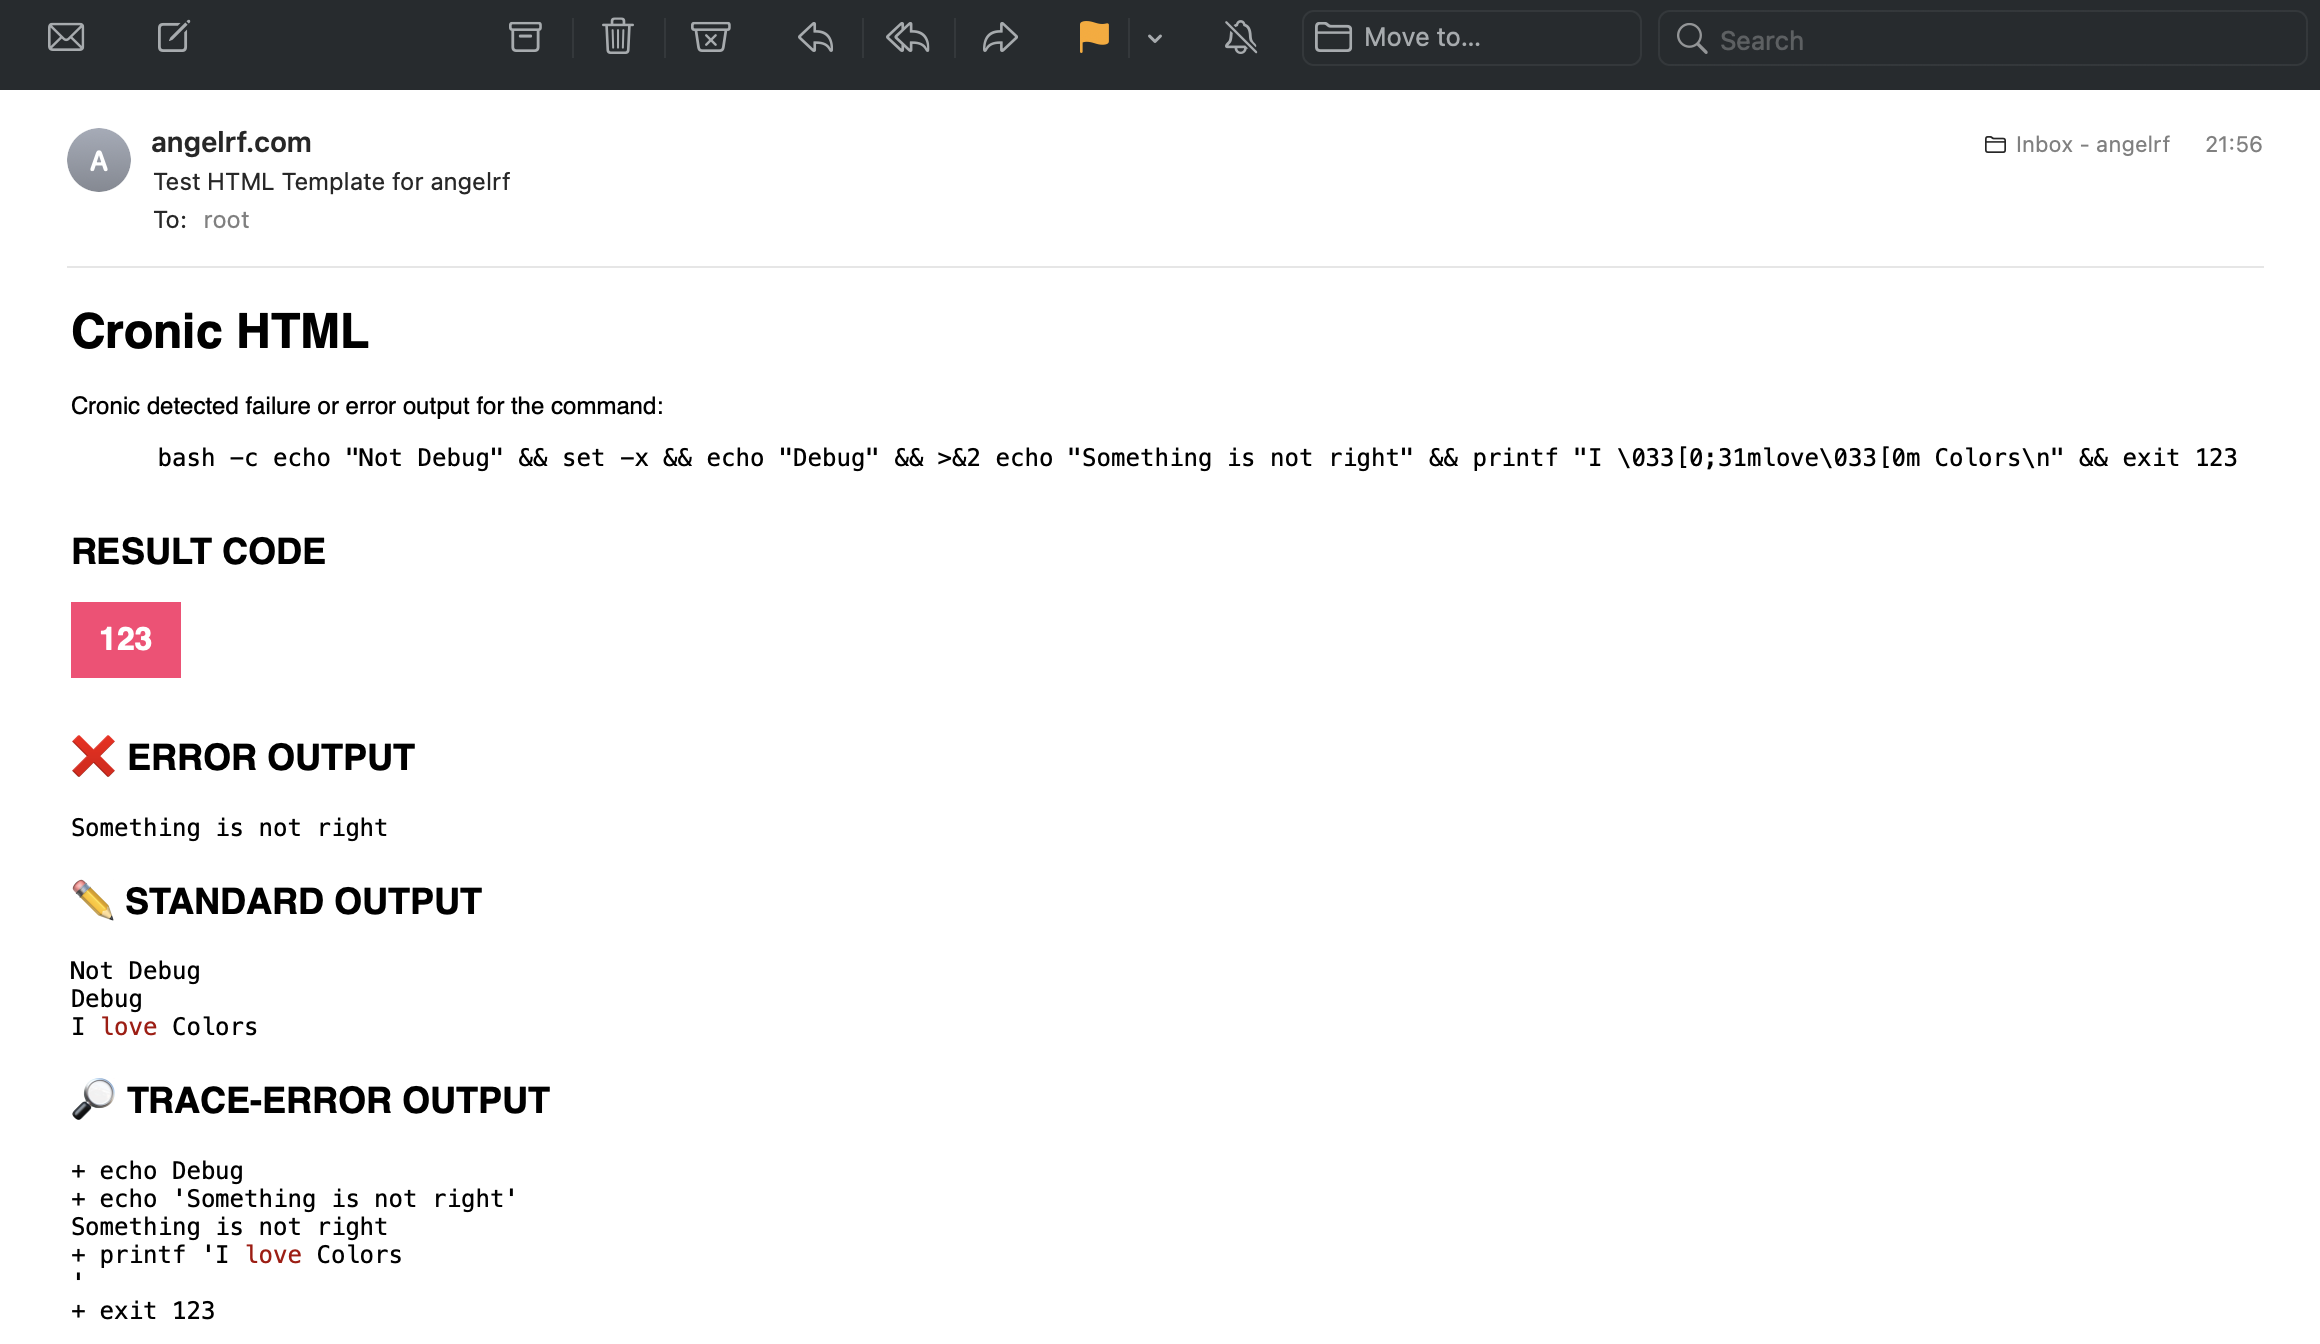 Move to...
Search
A
angelrf.com
Inbox - angelrf 21:56
Test HTML Template for angelrf
To: root
Cronic HTML
Cronic detected failure or error output for the command:
bash -c echo "Not Debug" && set -x && echo "Debug" && >&2 echo "Something is not right" && printf "I \033[0;31mlove\033[0m Colors\n" && exit 123
RESULT CODE
123
❌ ERROR OUTPUT
Something is not right
✏️ STANDARD OUTPUT
Not Debug
Debug
I love Colors
🔎 TRACE-ERROR OUTPUT
+ echo Debug
+ echo 'Something is not right'
Something is not right
+ printf 'I love Colors
'
+ exit 123